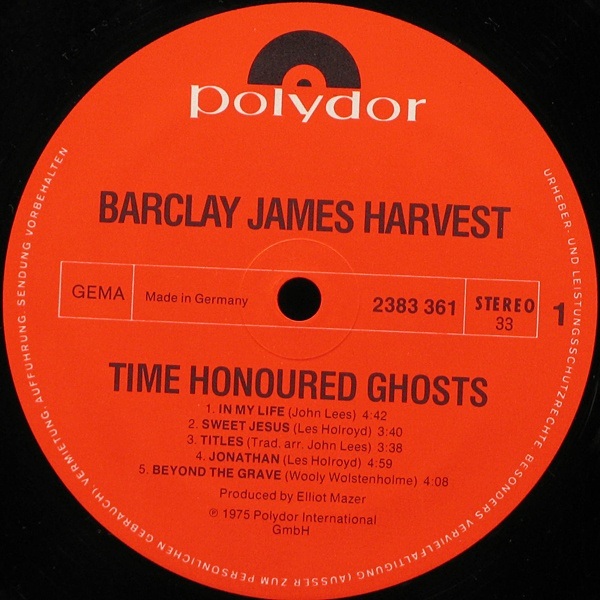 polydor
BARCLAY JAMES HARVEST
GEMA
Made in Germany
2383 361
STEREO
33
1
TIME HONOURED GHOSTS
1. IN MY LIFE (John Lees) 4:42
2. SWEET JESUS (Les Holroyd) 3:40
3. TITLES (Trad. arr. John Lees) 3:38
4. JONATHAN (Les Holroyd) 4:59
5. BEYOND THE GRAVE (Wooly Wolstenholme) 4:08
Produced by Elliot Mazer
℗ 1975 Polydor International
GmbH
URHEBER- UND LEISTUNGSSCHUTZRECHTE BESONDERS VERVIELFÄLTIGUNG (AUSSER ZUM PERSÖNLICHEN GEBRAUCH), VERMIETUNG, AUFFÜHRUNG, SENDUNG VORBEHALTEN